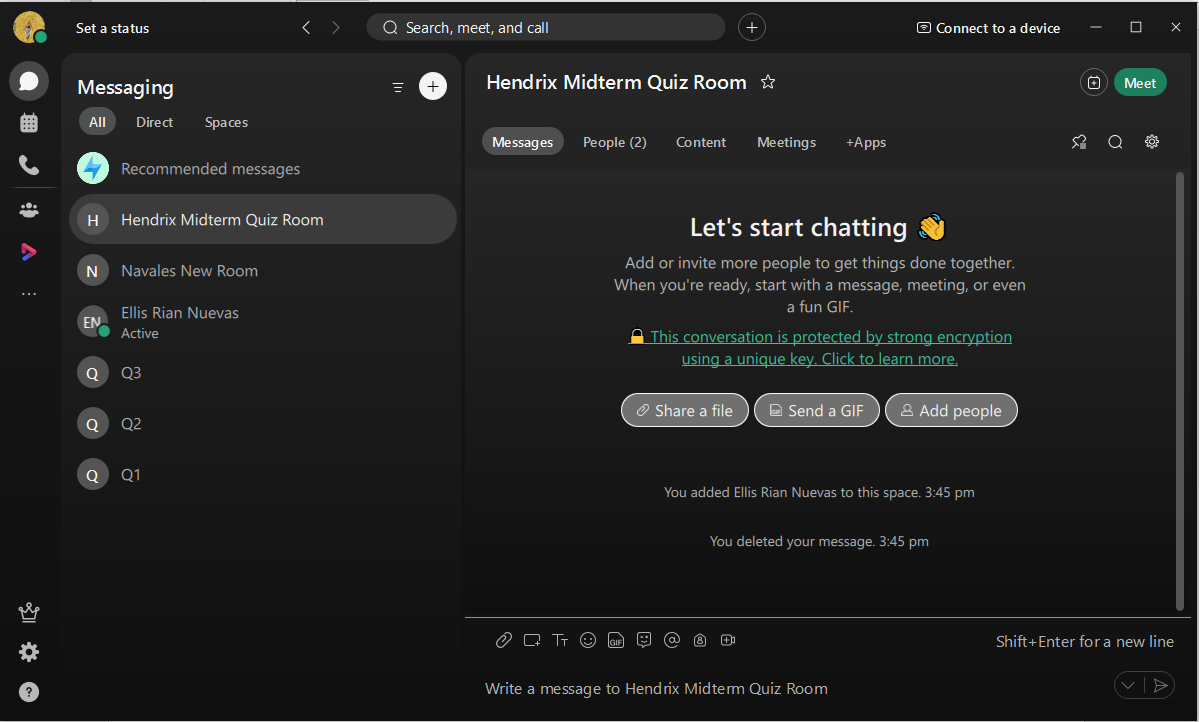 Set a status
Search, meet, and call
Connect to a device
Messaging
All
Direct
Spaces
Recommended messages
H
Hendrix Midterm Quiz Room
N
Navales New Room
EN
Ellis Rian Nuevas
Active
Q
Q3
Q
Q2
Q
Q1
Hendrix Midterm Quiz Room
Meet
Messages
People (2)
Content
Meetings
+Apps
Let's start chatting
Add or invite more people to get things done together.
When you're ready, start with a message, meeting, or even
a fun GIF.
This conversation is protected by strong encryption
using a unique key. Click to learn more.
Share a file
GIF
Send a GIF
Add people
You added Ellis Rian Nuevas to this space. 3:45 pm
You deleted your message. 3:45 pm
GIF
Shift+Enter for a new line
Write a message to Hendrix Midterm Quiz Room